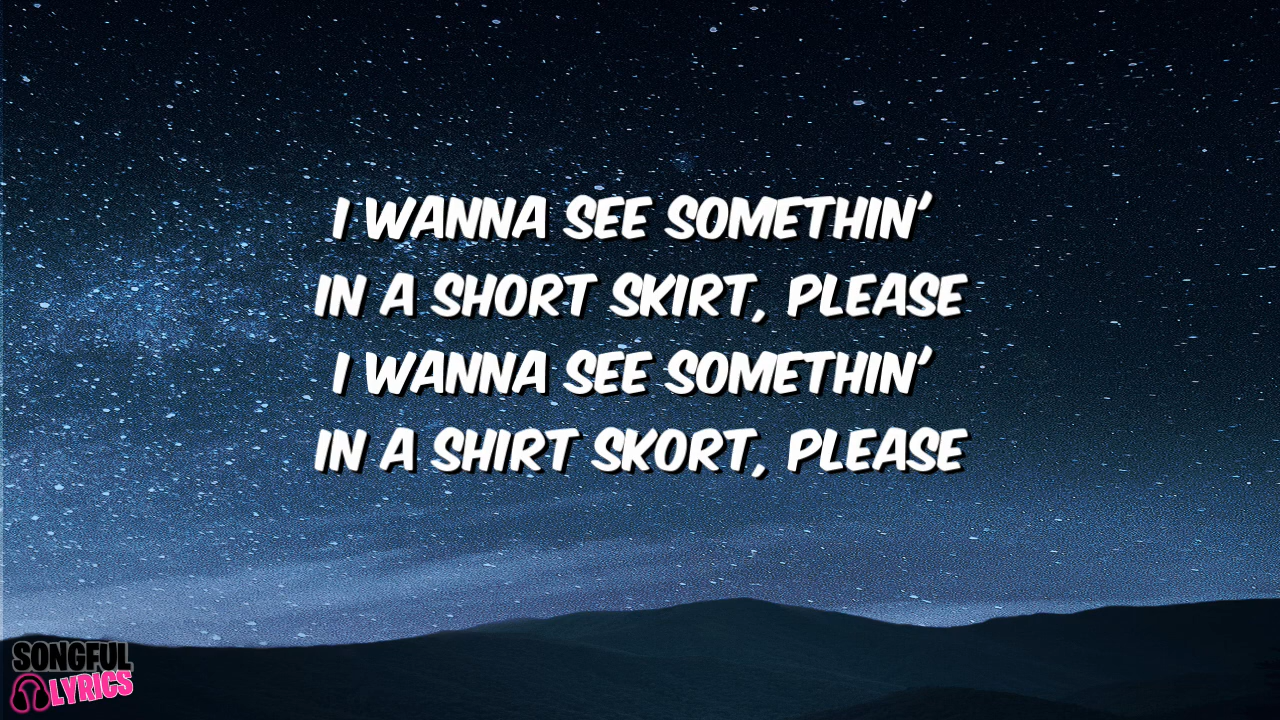 I WANNA SEE SOMETHIN'
IN A SHORT SKIRT, PLEASE
I WANNA SEE SOMETHIN'
IN A SHIRT SKORT, PLEASE
SONGFUL
LYRICS